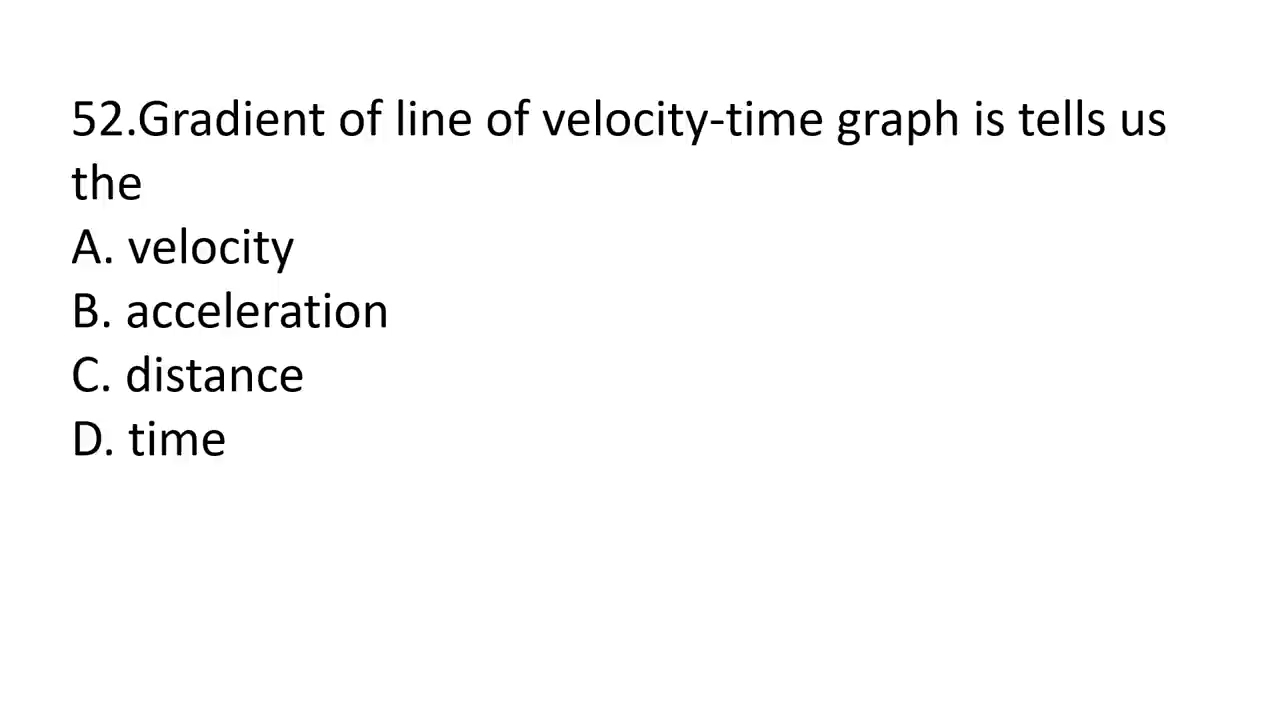 52.Gradient of line of velocity-time graph is tells us
the
A. velocity
B. acceleration
C. distance
D. time